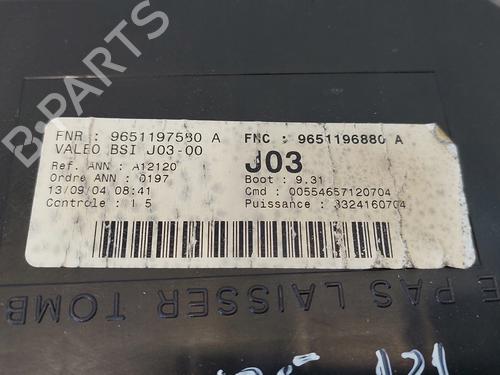 FNR : 9651197580 A FNC : 9651196880 A
VALEO BSI J03-00 J03
Ref. ANN : A12120 Boot : 9.31
Ordre ANN : 0197 Cmd : 00554657120704
13/09/04 08:41 Puissance : 3324160704
Controle : I 5
E PAS LAISSER TOMB
B-PARTS